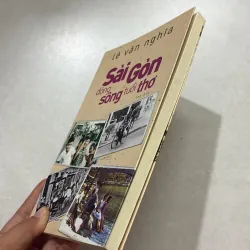 lê văn nghĩa
Sài Gòn
dòng
sông
tuổi
thơ